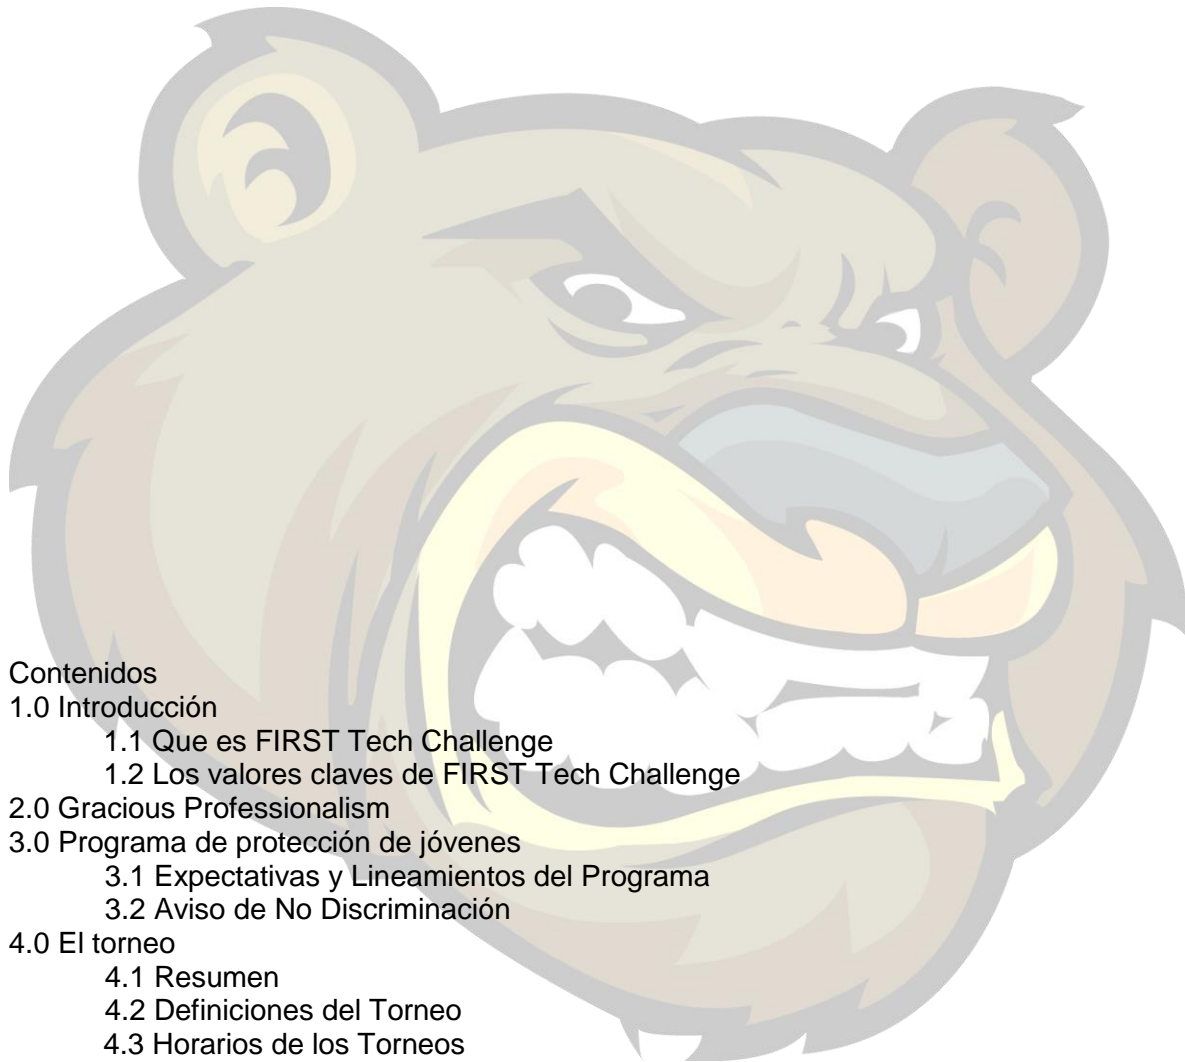 Contenidos
1.0 Introducción
1.1 Que es FIRST Tech Challenge
1.2 Los valores claves de FIRST Tech Challenge
2.0 Gracious Professionalism
3.0 Programa de protección de jóvenes
3.1 Expectativas y Lineamientos del Programa
3.2 Aviso de No Discriminación
4.0 El torneo
4.1 Resumen
4.2 Definiciones del Torneo
4.3 Horarios de los Torneos